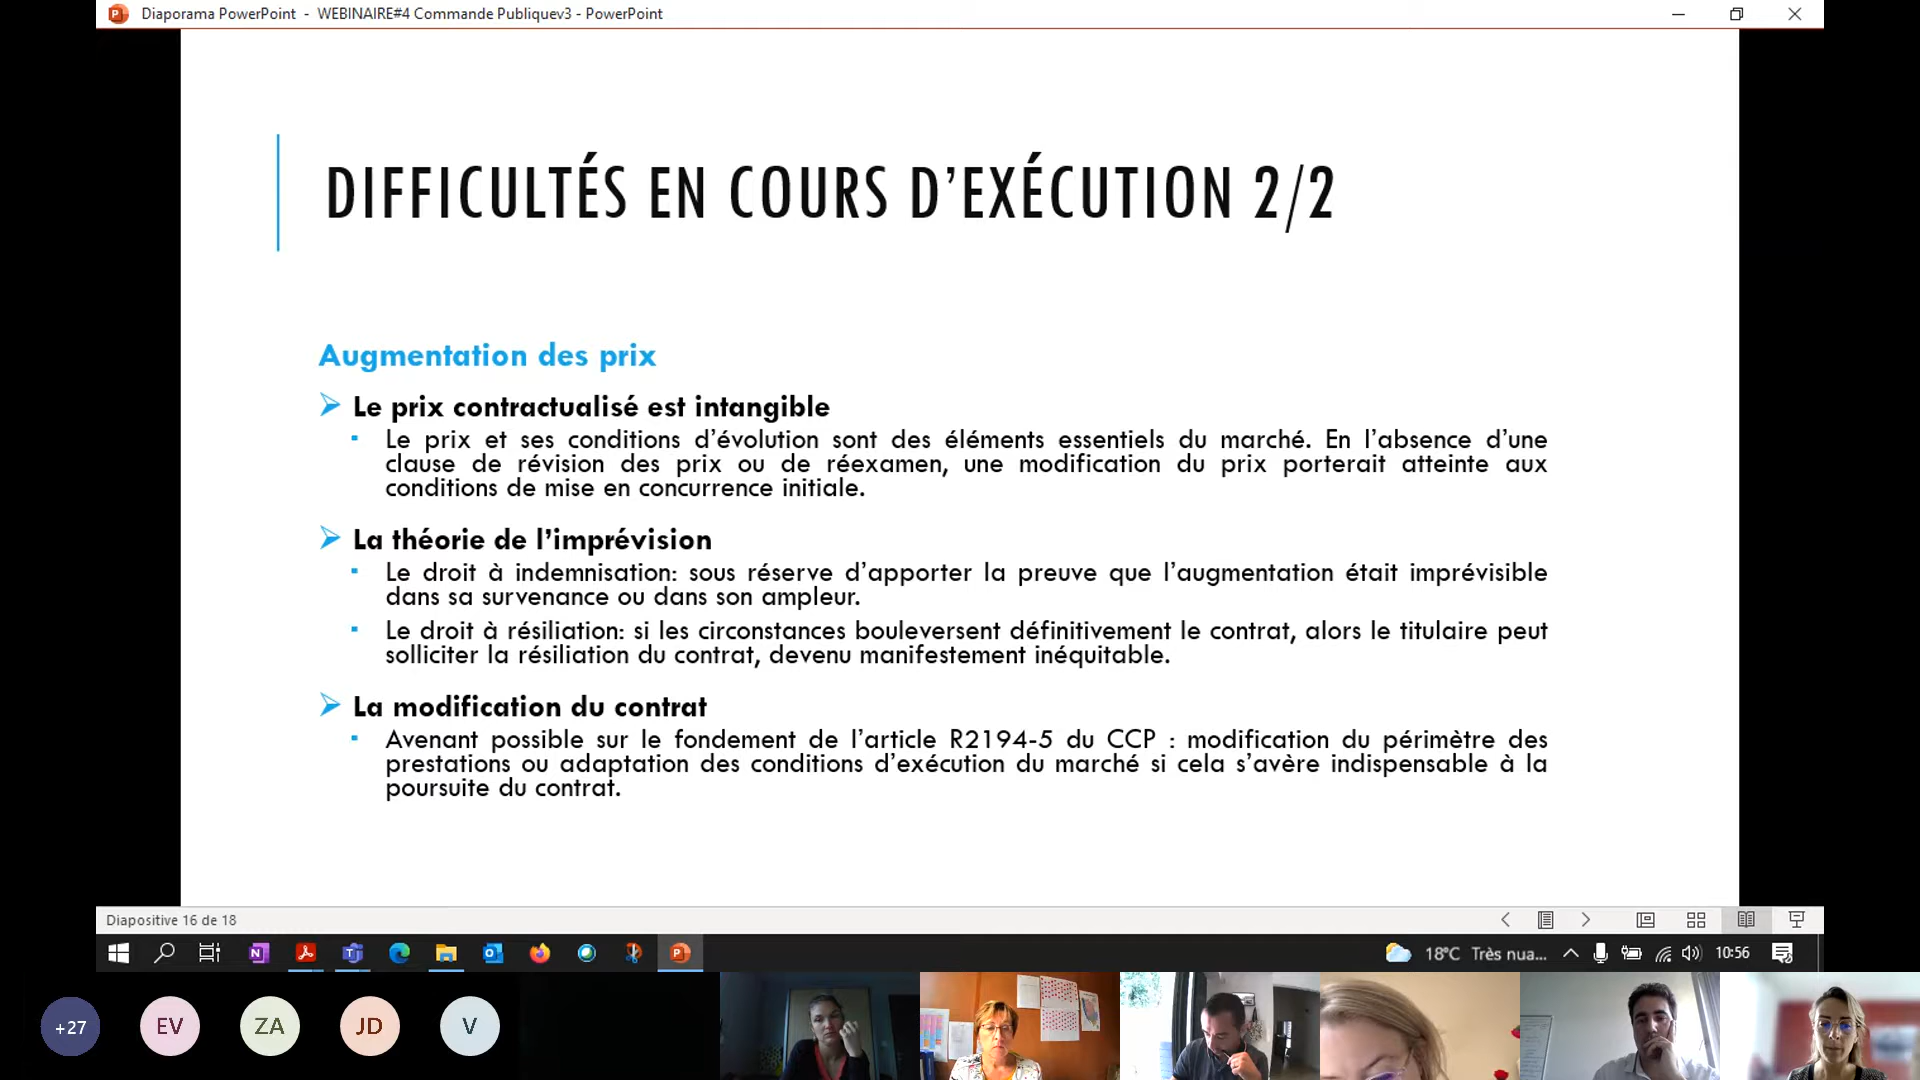 Diaporama PowerPoint - WEBINAIRE#4 Commande Publiquev3 - PowerPoint
DIFFICULTÉS EN COURS D’EXÉCUTION 2/2
Augmentation des prix
Le prix contractualisé est intangible
Le prix et ses conditions d’évolution sont des éléments essentiels du marché. En l’absence d’une
clause de révision des prix ou de réexamen, une modification du prix porterait atteinte aux
conditions de mise en concurrence initiale.
La théorie de l’imprévision
Le droit à indemnisation: sous réserve d’apporter la preuve que l’augmentation était imprévisible
dans sa survenance ou dans son ampleur.
Le droit à résiliation: si les circonstances bouleversent définitivement le contrat, alors le titulaire peut
solliciter la résiliation du contrat, devenu manifestement inéquitable.
La modification du contrat
Avenant possible sur le fondement de l’article R2194-5 du CCP : modification du périmètre des
prestations ou adaptation des conditions d’exécution du marché si cela s’avère indispensable à la
poursuite du contrat.
Diapositive 16 de 18
18°C Très nua... 10:56
+27 EV ZA JD V